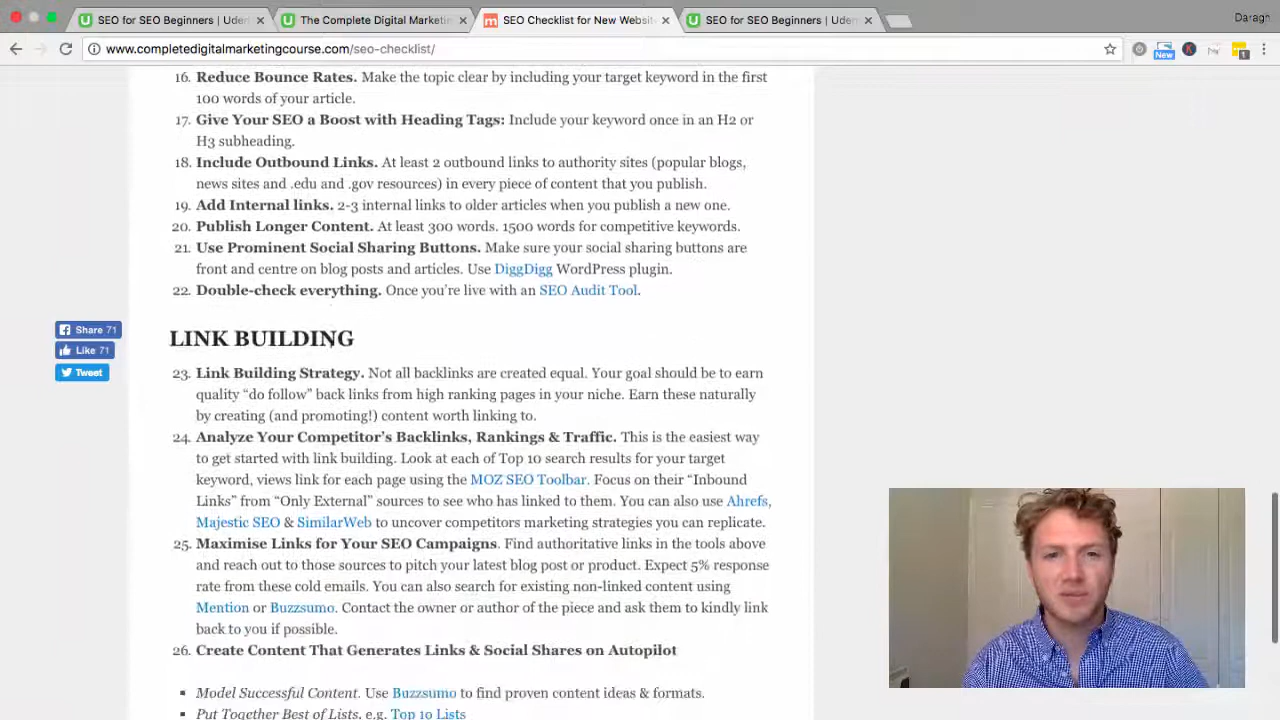 SEO for SEO Beginners | Uder
The Complete Digital Marketin
SEO Checklist for New Website
SEO for SEO Beginners | Uder
Daragh
www.completedigitalmarketingcourse.com/seo-checklist/
New
1
16. Reduce Bounce Rates. Make the topic clear by including your target keyword in the first
100 words of your article.
17. Give Your SEO a Boost with Heading Tags: Include your keyword once in an H2 or
H3 subheading.
18. Include Outbound Links. At least 2 outbound links to authority sites (popular blogs,
news sites and .edu and .gov resources) in every piece of content that you publish.
19. Add Internal links. 2-3 internal links to older articles when you publish a new one.
20. Publish Longer Content. At least 300 words. 1500 words for competitive keywords.
21. Use Prominent Social Sharing Buttons. Make sure your social sharing buttons are
front and centre on blog posts and articles. Use DiggDigg WordPress plugin.
22. Double-check everything. Once you're live with an SEO Audit Tool.
Share 71
Like 71
Tweet
LINK BUILDING
23. Link Building Strategy. Not all backlinks are created equal. Your goal should be to earn
quality “do follow” back links from high ranking pages in your niche. Earn these naturally
by creating (and promoting!) content worth linking to.
24. Analyze Your Competitor's Backlinks, Rankings & Traffic. This is the easiest way
to get started with link building. Look at each of Top 10 search results for your target
keyword, views link for each page using the MOZ SEO Toolbar. Focus on their “Inbound
Links” from “Only External” sources to see who has linked to them. You can also use Ahrefs,
Majestic SEO & SimilarWeb to uncover competitors marketing strategies you can replicate.
25. Maximise Links for Your SEO Campaigns. Find authoritative links in the tools above
and reach out to those sources to pitch your latest blog post or product. Expect 5% response
rate from these cold emails. You can also search for existing non-linked content using
Mention or Buzzsumo. Contact the owner or author of the piece and ask them to kindly link
back to you if possible.
26. Create Content That Generates Links & Social Shares on Autopilot
▪ Model Successful Content. Use Buzzsumo to find proven content ideas & formats.
▪ Put Together Best of Lists. e.g. Top 10 Lists